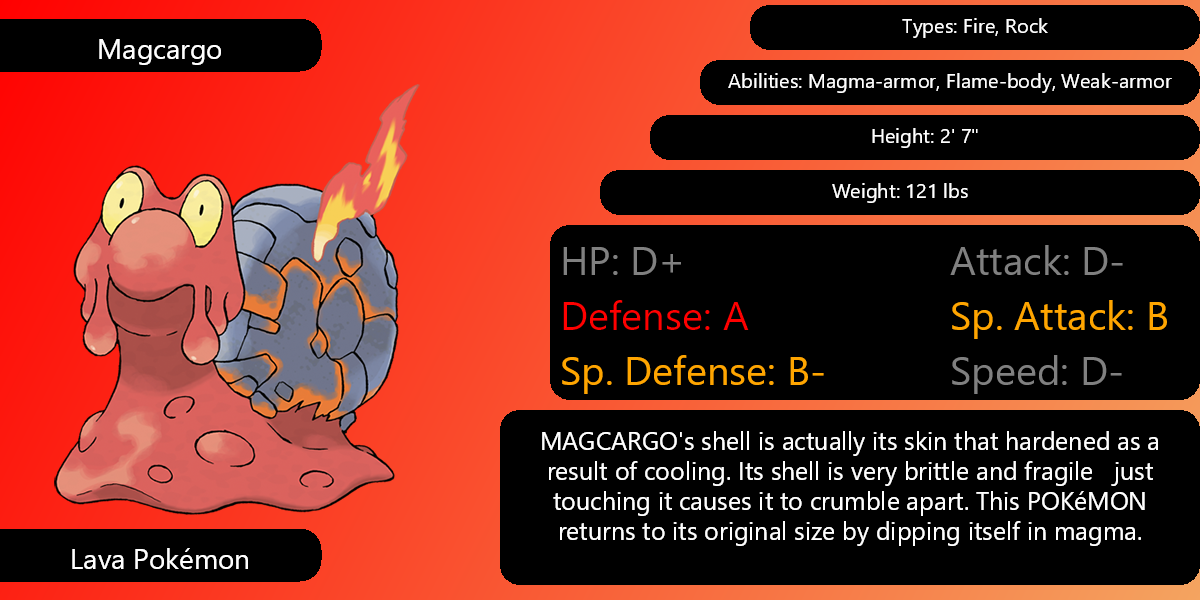 Magcargo
Types: Fire, Rock
Abilities: Magma-armor, Flame-body, Weak-armor
Height: 2' 7"
Weight: 121 lbs
HP: D+
Attack: D-
Defense: A
Sp. Attack: B
Sp. Defense: B-
Speed: D-
MAGCARGO's shell is actually its skin that hardened as a
result of cooling. Its shell is very brittle and fragile   just
touching it causes it to crumble apart. This POKéMON
returns to its original size by dipping itself in magma.
Lava Pokémon